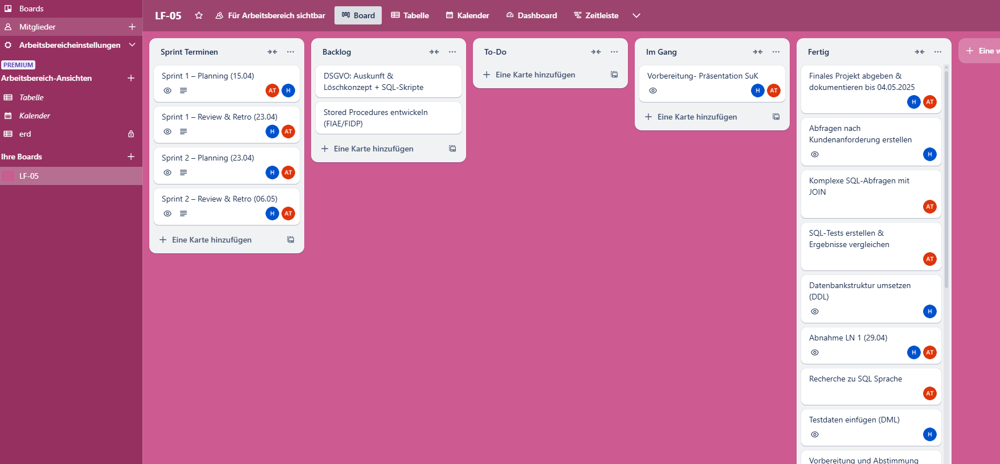 Boards
Mitglieder
Arbeitsbereicheinstellungen
PREMIUM
Arbeitsbereich-Ansichten
Tabelle
Kalender
erd
Ihre Boards
LF-05
LF-05
Für Arbeitsbereich sichtbar
Board
Tabelle
Kalender
Dashboard
Zeitleiste
Sprint Terminen
Sprint 1 – Planning (15.04)
AT
H
Sprint 1 – Review & Retro (23.04)
H
AT
Sprint 2 – Planning (23.04)
H
AT
Sprint 2 – Review & Retro (06.05)
H
AT
Eine Karte hinzufügen
Backlog
DSGVO: Auskunft &
Löschkonzept + SQL-Skripte
Stored Procedures entwickeln
(FIAE/FIDP)
Eine Karte hinzufügen
To-Do
Eine Karte hinzufügen
Im Gang
Vorbereitung- Präsentation SuK
H
AT
Eine Karte hinzufügen
Fertig
Finales Projekt abgeben &
dokumentieren bis 04.05.2025
H
AT
Abfragen nach
Kundenanforderung erstellen
H
Komplexe SQL-Abfragen mit
JOIN
AT
SQL-Tests erstellen &
Ergebnisse vergleichen
AT
Datenbankstruktur umsetzen
(DDL)
H
Abnahme LN 1 (29.04)
H
AT
Recherche zu SQL Sprache
AT
Testdaten einfügen (DML)
H
Vorbereitung und Abstimmung
Eine